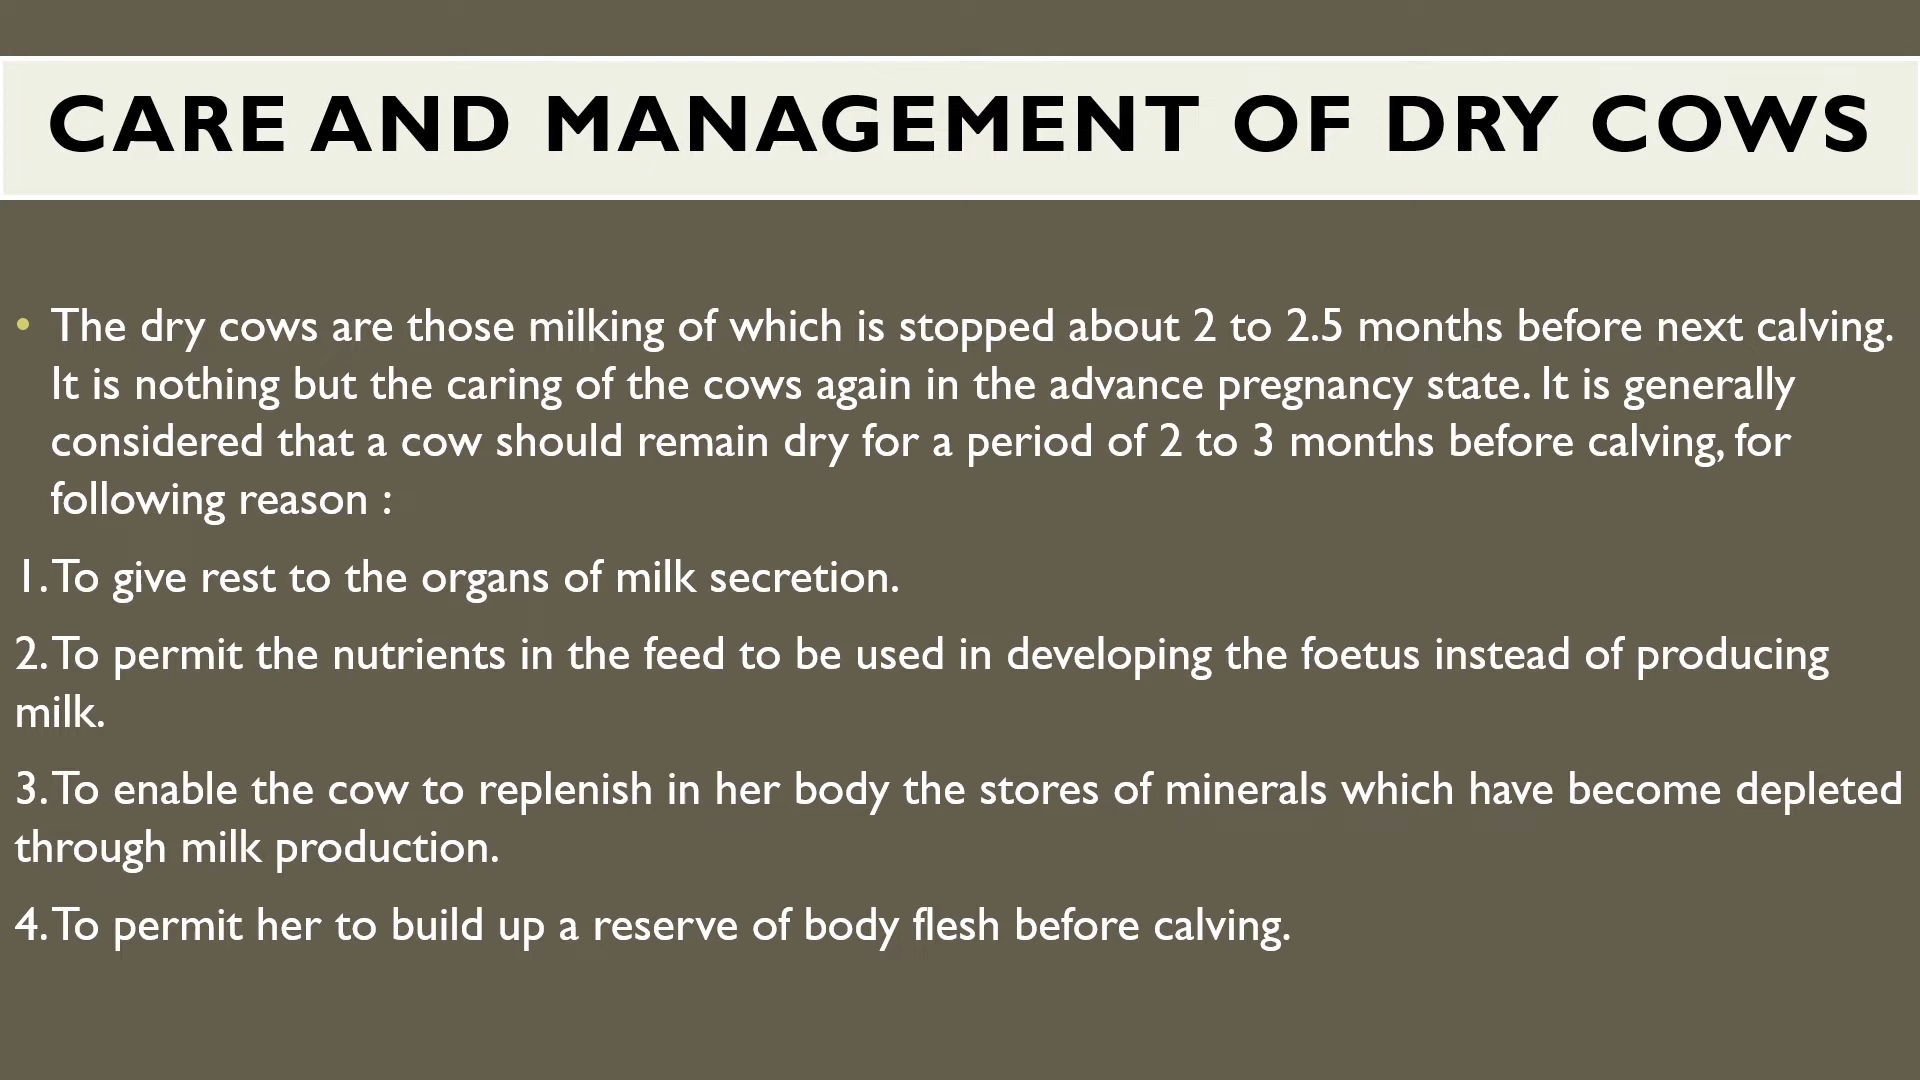 CARE AND MANAGEMENT OF DRY COWS
• The dry cows are those milking of which is stopped about 2 to 2.5 months before next calving.
It is nothing but the caring of the cows again in the advance pregnancy state. It is generally
considered that a cow should remain dry for a period of 2 to 3 months before calving, for
following reason :
1.To give rest to the organs of milk secretion.
2.To permit the nutrients in the feed to be used in developing the foetus instead of producing
milk.
3.To enable the cow to replenish in her body the stores of minerals which have become depleted
through milk production.
4.To permit her to build up a reserve of body flesh before calving.